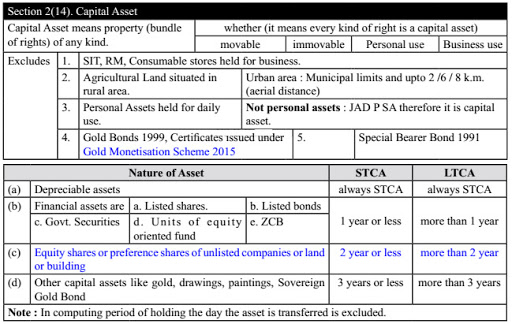 Section 2(14). Capital Asset
Capital Asset means property (bundle of rights) of any kind.
whether (it means every kind of right is a capital asset)
movable immovable Personal use Business use
Excludes 1. SIT, RM, Consumable stores held for business.
2. Agricultural Land situated in rural area.
Urban area : Municipal limits and upto 2 /6 / 8 k.m. (aerial distance)
3. Personal Assets held for daily use.
Not personal assets : JAD P SA therefore it is capital asset.
4. Gold Bonds 1999, Certificates issued under Gold Monetisation Scheme 2015
5. Special Bearer Bond 1991
Nature of Asset STCA LTCA
(a) Depreciable assets always STCA always STCA
(b) Financial assets are a. Listed shares. b. Listed bonds
c. Govt. Securities d. Units of equity oriented fund e. ZCB
1 year or less more than 1 year
(c) Equity shares or preference shares of unlisted companies or land or building 2 year or less more than 2 year
(d) Other capital assets like gold, drawings, paintings, Sovereign Gold Bond 3 years or less more than 3 years
Note : In computing period of holding the day the asset is transferred is excluded.